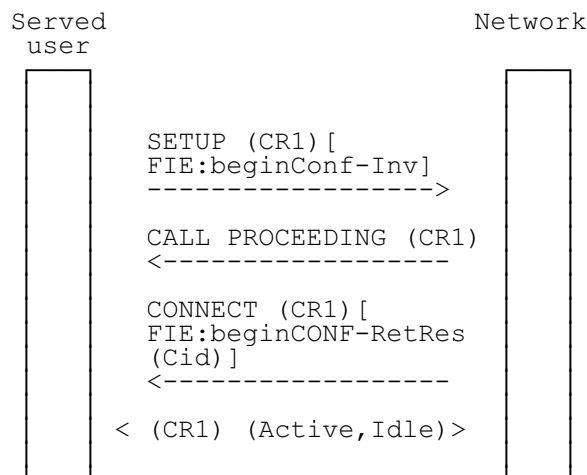 Served Network
user
SETUP (CR1)[
FIE:beginConf-Inv]
------------------>
CALL PROCEEDING (CR1)
<------------------
CONNECT (CR1)[
FIE:beginCONF-RetRes
(Cid)]
<------------------
< (CR1) (Active,Idle)>